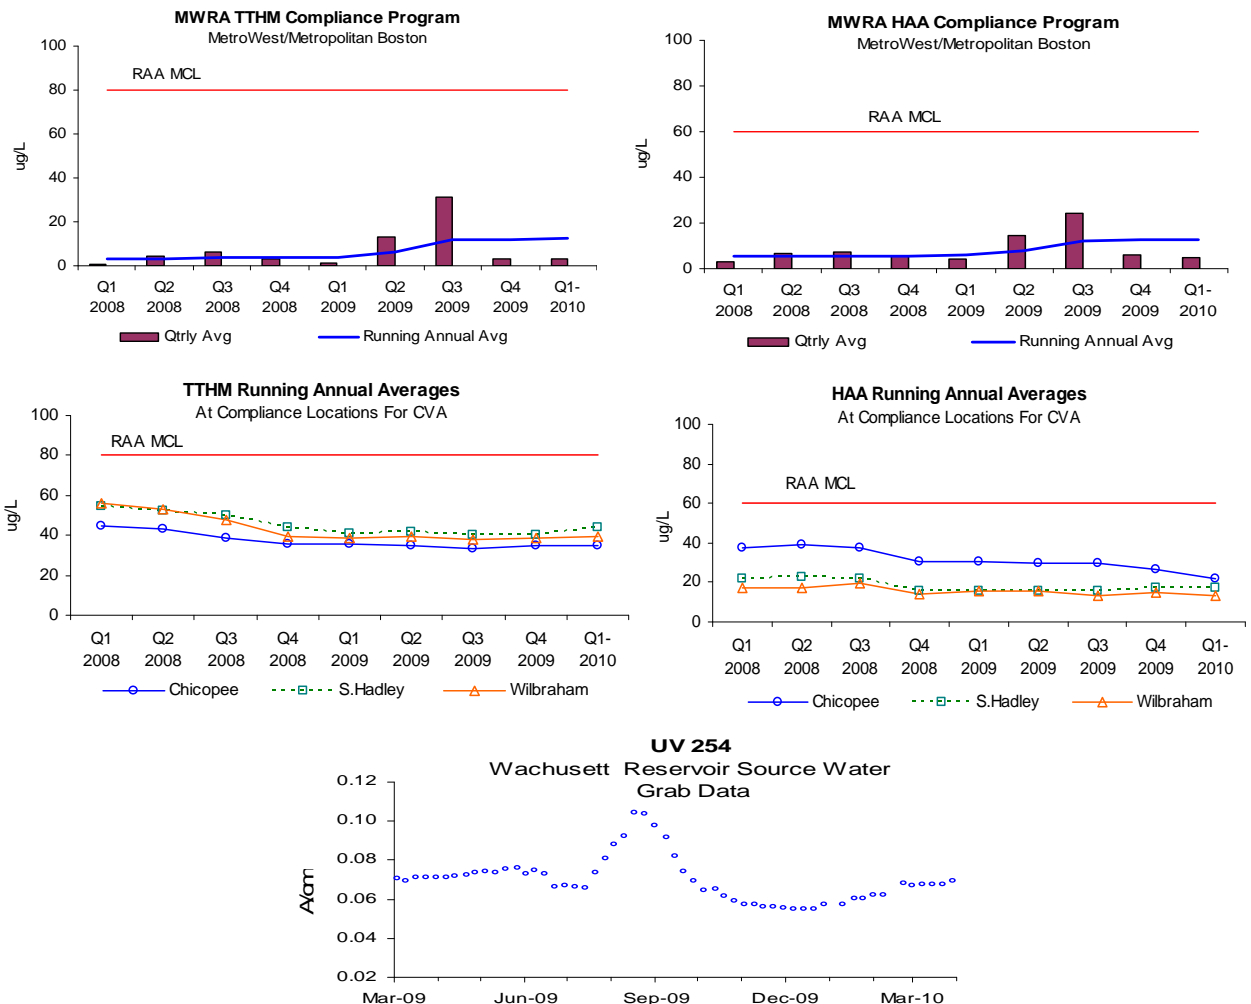 MWRA TTHM Compliance Program
MetroWest/Metropolitan Boston
100
80
60
40
20
0
ug/L
RAA MCL
Q1 Q2 Q3 Q4 Q1 Q2 Q3 Q4 Q1-
2008 2008 2008 2008 2009 2009 2009 2009 2010
Qtrly Avg Running Annual Avg
MWRA HAA Compliance Program
MetroWest/Metropolitan Boston
100
80
60
40
20
0
ug/L
RAA MCL
Q1 Q2 Q3 Q4 Q1 Q2 Q3 Q4 Q1-
2008 2008 2008 2008 2009 2009 2009 2009 2010
Qtrly Avg Running Annual Avg
TTHM Running Annual Averages
At Compliance Locations For CVA
100
80
60
40
20
0
ug/L
RAA MCL
Q1 Q2 Q3 Q4 Q1 Q2 Q3 Q4 Q1-
2008 2008 2008 2008 2009 2009 2009 2009 2010
Chicopee S.Hadley Wilbraham
HAA Running Annual Averages
At Compliance Locations For CVA
100
80
60
40
20
0
ug/L
RAA MCL
Q1 Q2 Q3 Q4 Q1 Q2 Q3 Q4 Q1-
2008 2008 2008 2008 2009 2009 2009 2009 2010
Chicopee S.Hadley Wilbraham
UV 254
Wachusett Reservoir Source Water
Grab Data
0.12
0.10
0.08
0.06
0.04
0.02
A/cm
Mar-09 Jun-09 Sep-09 Dec-09 Mar-10